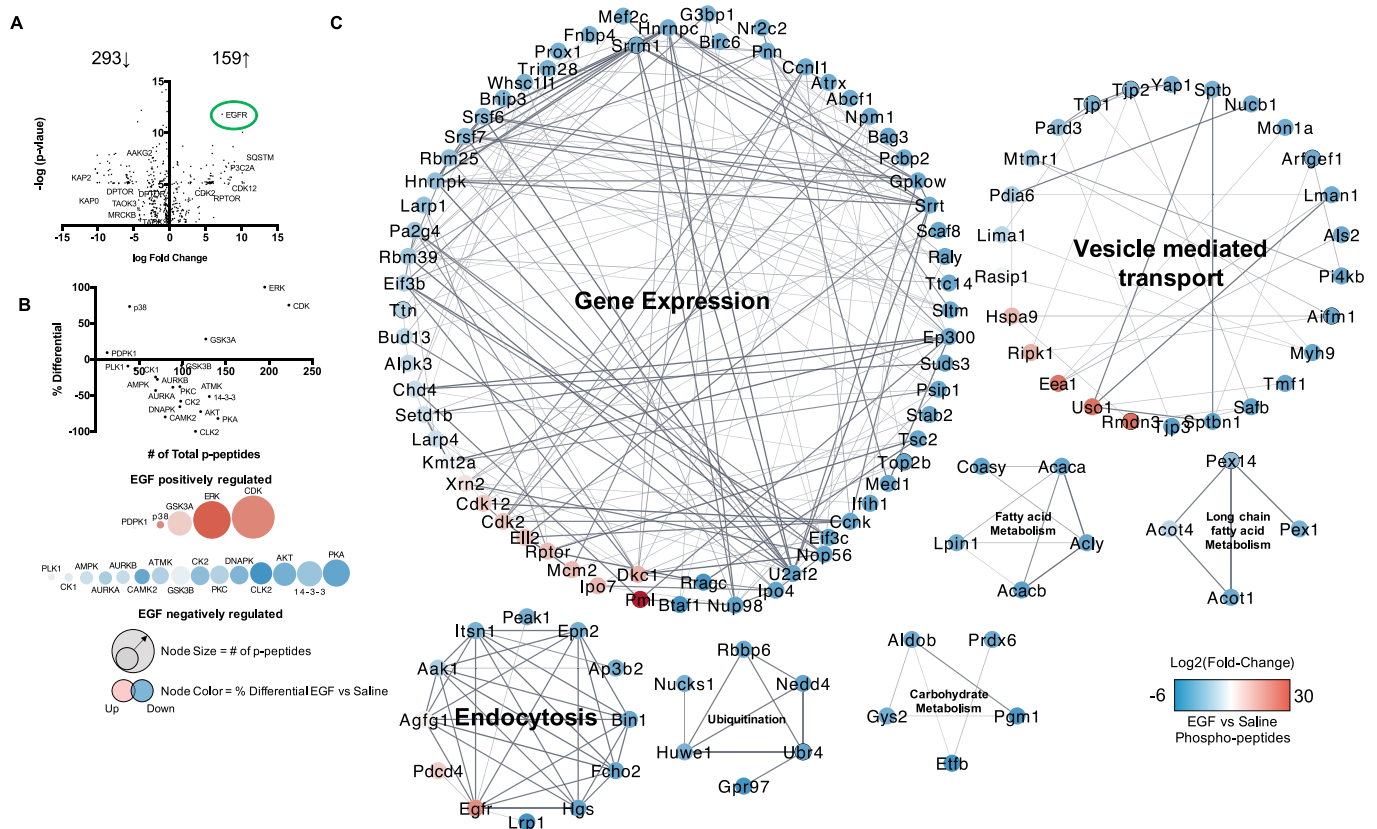 A
293↓
159↑
15
10
5
0
-15
-10
-5
0
5
10
15
-log (p-vlaue)
log Fold Change
EGFR
AAKG2
SQSTM
KAP2
P3C2A
DPTOR
DPTOR
CDK2
CDK12
KAP0
TAOK3
RPTOR
MRCKB
B
100
50
0
-50
-100
50
100
150
200
250
% Differential
# of Total p-peptides
ERK
p38
CDK
GSK3A
PDPK1
PLK1
CK1
GSK3B
AURKB
AMPK
PKC
ATMK
AURKA
CK2
14-3-3
DNAPK
AKT
CAMK2
PKA
CLK2
EGF positively regulated
PDPK1
p38
GSK3A
ERK
CDK
PLK1
CK1
AMPK
AURKA
AURKB
CAMK2
ATMK
GSK3B
CK2
PKC
DNAPK
CLK2
AKT
14-3-3
PKA
EGF negatively regulated
Node Size = # of p-peptides
Node Color = % Differential EGF vs Saline
Up
Down
C
Gene Expression
Mef2c
Hnrnpc
G3bp1
Nr2c2
Fnbp4
Srrm1
Birc6
Pnn
Prox1
Ccnl1
Trim28
Atrx
Whsc1l1
Abcf1
Bnip3
Npm1
Srsf6
Bag3
Srsf7
Pcbp2
Rbm25
Gpkow
Hnrnpk
Srrt
Larp1
Scaf8
Pa2g4
Raly
Rbm39
Ttc14
Eif3b
Sltm
Ttn
Ep300
Bud13
Suds3
Alpk3
Psip1
Chd4
Stab2
Setd1b
Tsc2
Larp4
Top2b
Kmt2a
Med1
Xrn2
Ifih1
Cdk12
Ccnk
Cdk2
Eif3c
Ell2
Nop56
Rptor
U2af2
Mcm2
Ipo4
Ipo7
Dkc1
Rragc
Nup98
Pml
Btaf1
Vesicle mediated
transport
Yap1
Tjp2
Sptb
Tjp1
Nucb1
Pard3
Mon1a
Mtmr1
Arfgef1
Pdia6
Lman1
Lima1
Als2
Rasip1
Pi4kb
Hspa9
Aifm1
Ripk1
Myh9
Eea1
Tmf1
Uso1
Safb
Rmdn3
Tjp3
Sptbn1
Fatty acid
Metabolism
Coasy
Acaca
Lpin1
Acly
Acacb
Long chain
fatty acid
Metabolism
Pex14
Acot4
Pex1
Acot1
Endocytosis
Peak1
Itsn1
Epn2
Aak1
Ap3b2
Agfg1
Bin1
Pdcd4
Fcho2
Egfr
Hgs
Lrp1
Ubiquitination
Rbbp6
Nucks1
Nedd4
Huwe1
Ubr4
Gpr97
Carbohydrate
Metabolism
Aldob
Prdx6
Gys2
Pgm1
Etfb
Log2(Fold-Change)
-6
30
EGF vs Saline
Phospho-peptides